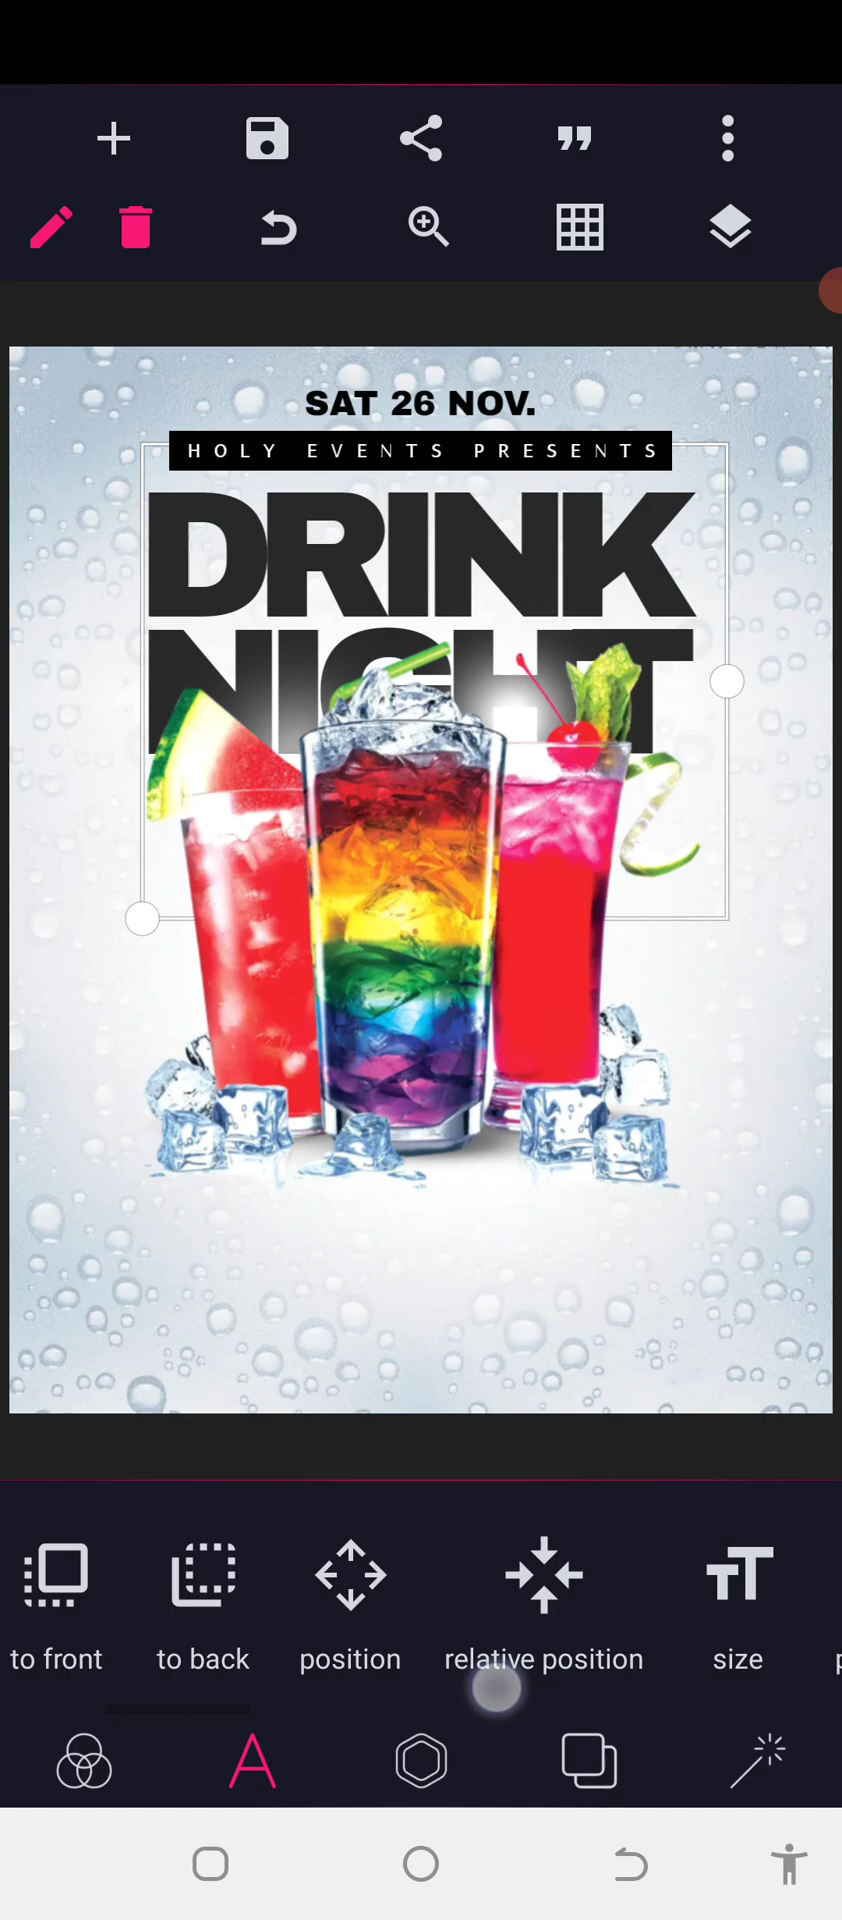 SAT 26 NOV.
HOLY EVENTS PRESENTS
DRINK
NIGHT
to front to back position relative position size